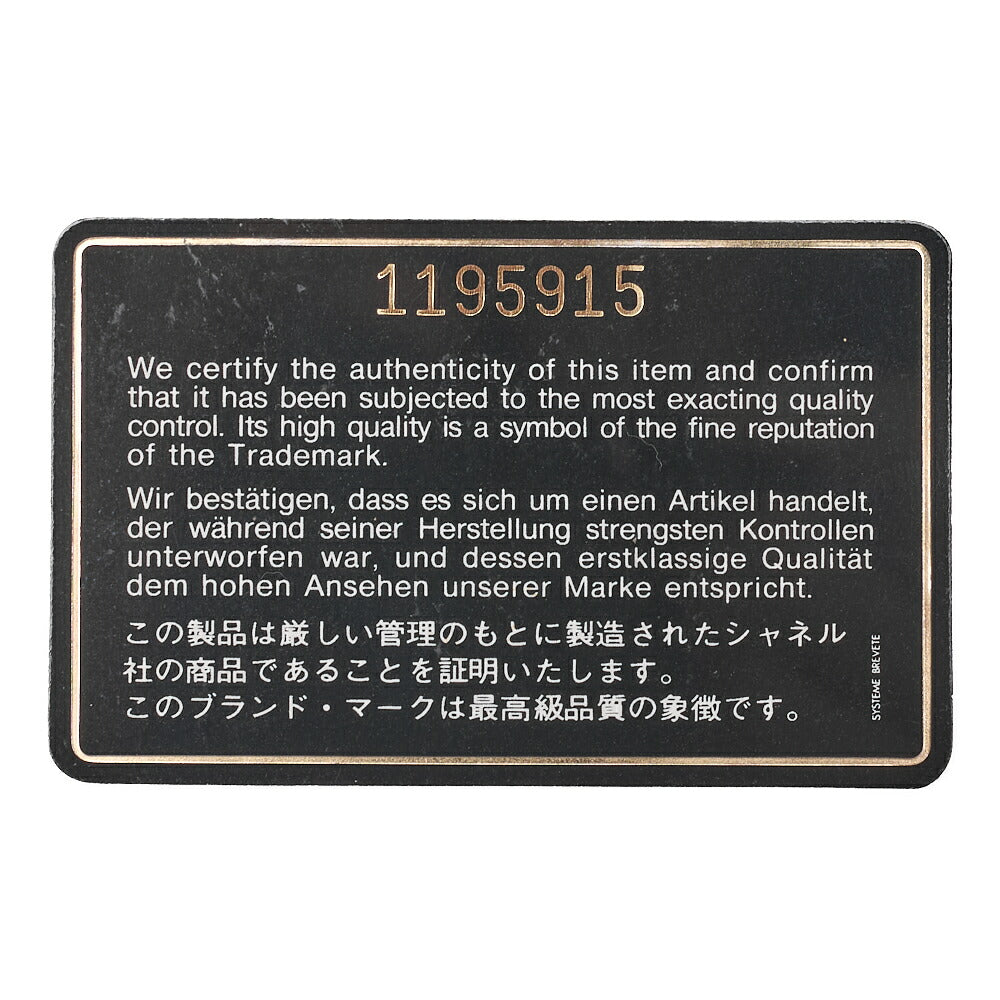 1195915
We certify the authenticity of this item and confirm
that it has been subjected to the most exacting quality
control. Its high quality is a symbol of the fine reputation
of the Trademark.
Wir bestätigen, dass es sich um einen Artikel handelt,
der während seiner Herstellung strengsten Kontrollen
unterworfen war, und dessen erstklassige Qualität
dem hohen Ansehen unserer Marke entspricht.
この製品は厳しい管理のもとに製造されたシャネル
社の商品であることを証明いたします。
このブランド・マークは最高級品質の象徴です。
SYSTEME BREVETE